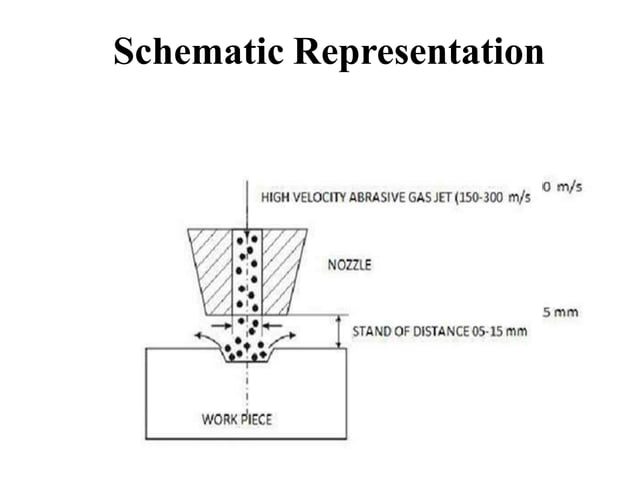 Schematic Representation
0 m/s
HIGH VELOCITY ABRASIVE GAS JET (150-300 m/s
NOZZLE
5 mm
STAND OF DISTANCE 05-15 mm
WORK PIECE